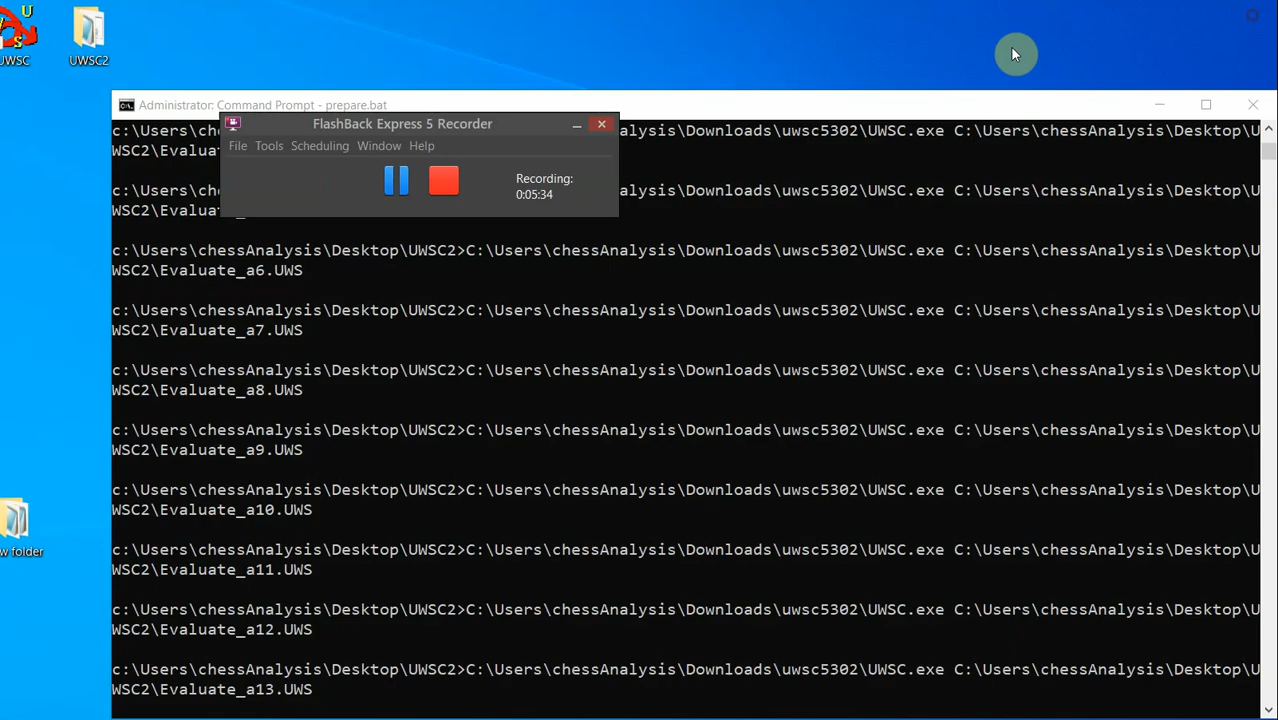 U
S
UWSC
UWSC2
Administrator: Command Prompt - prepare.bat
FlashBack Express 5 Recorder
File Tools Scheduling Window Help
Recording:
0:05:34
c:\Users\che
alysis\Downloads\uwsc5302\UWSC.exe C:\Users\chessAnalysis\Desktop\U
WSC2\Evaluat
c:\Users\che
alysis\Downloads\uwsc5302\UWSC.exe C:\Users\chessAnalysis\Desktop\U
WSC2\Evaluat
c:\Users\chessAnalysis\Desktop\UWSC2>C:\Users\chessAnalysis\Downloads\uwsc5302\UWSC.exe C:\Users\chessAnalysis\Desktop\U
WSC2\Evaluate_a6.UWS
c:\Users\chessAnalysis\Desktop\UWSC2>C:\Users\chessAnalysis\Downloads\uwsc5302\UWSC.exe C:\Users\chessAnalysis\Desktop\U
WSC2\Evaluate_a7.UWS
c:\Users\chessAnalysis\Desktop\UWSC2>C:\Users\chessAnalysis\Downloads\uwsc5302\UWSC.exe C:\Users\chessAnalysis\Desktop\U
WSC2\Evaluate_a8.UWS
c:\Users\chessAnalysis\Desktop\UWSC2>C:\Users\chessAnalysis\Downloads\uwsc5302\UWSC.exe C:\Users\chessAnalysis\Desktop\U
WSC2\Evaluate_a9.UWS
c:\Users\chessAnalysis\Desktop\UWSC2>C:\Users\chessAnalysis\Downloads\uwsc5302\UWSC.exe C:\Users\chessAnalysis\Desktop\U
WSC2\Evaluate_a10.UWS
c:\Users\chessAnalysis\Desktop\UWSC2>C:\Users\chessAnalysis\Downloads\uwsc5302\UWSC.exe C:\Users\chessAnalysis\Desktop\U
WSC2\Evaluate_a11.UWS
c:\Users\chessAnalysis\Desktop\UWSC2>C:\Users\chessAnalysis\Downloads\uwsc5302\UWSC.exe C:\Users\chessAnalysis\Desktop\U
WSC2\Evaluate_a12.UWS
c:\Users\chessAnalysis\Desktop\UWSC2>C:\Users\chessAnalysis\Downloads\uwsc5302\UWSC.exe C:\Users\chessAnalysis\Desktop\U
WSC2\Evaluate_a13.UWS
w folder